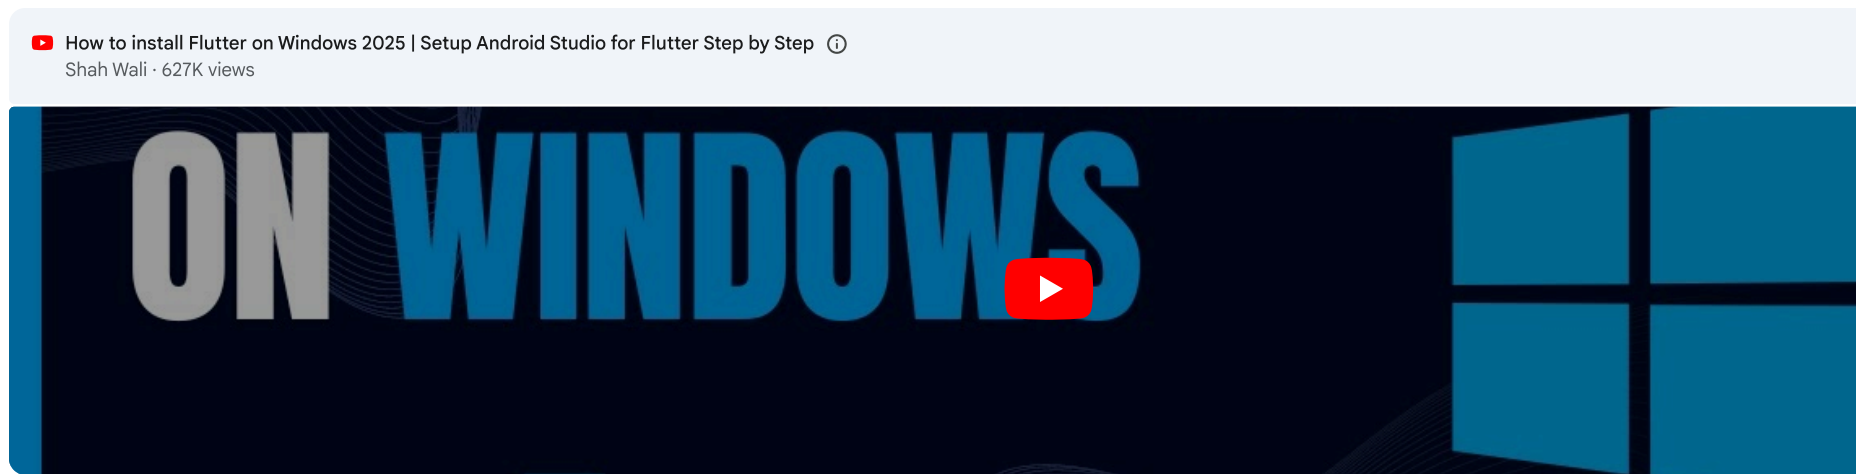 How to install Flutter on Windows 2025 | Setup Android Studio for Flutter Step by Step
Shah Wali · 627K views
ON WINDOWS